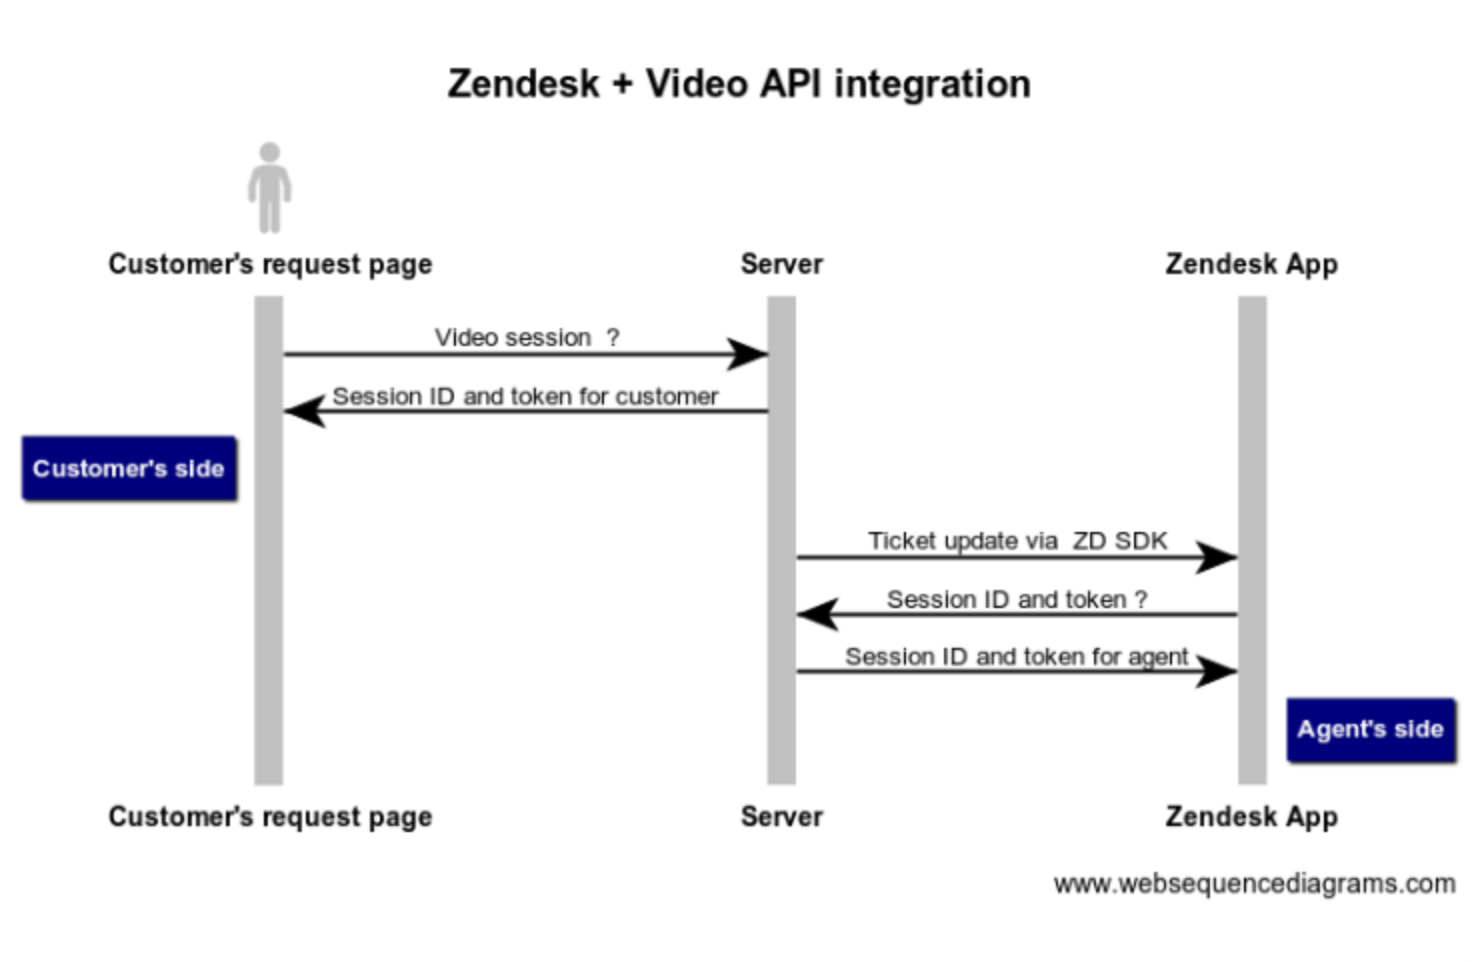 Zendesk + Video API integration
Customer's request page
Server
Zendesk App
Video session ?
Session ID and token for customer
Customer's side
Ticket update via ZD SDK
Session ID and token ?
Session ID and token for agent
Agent's side
Customer's request page
Server
Zendesk App
www.websequencediagrams.com